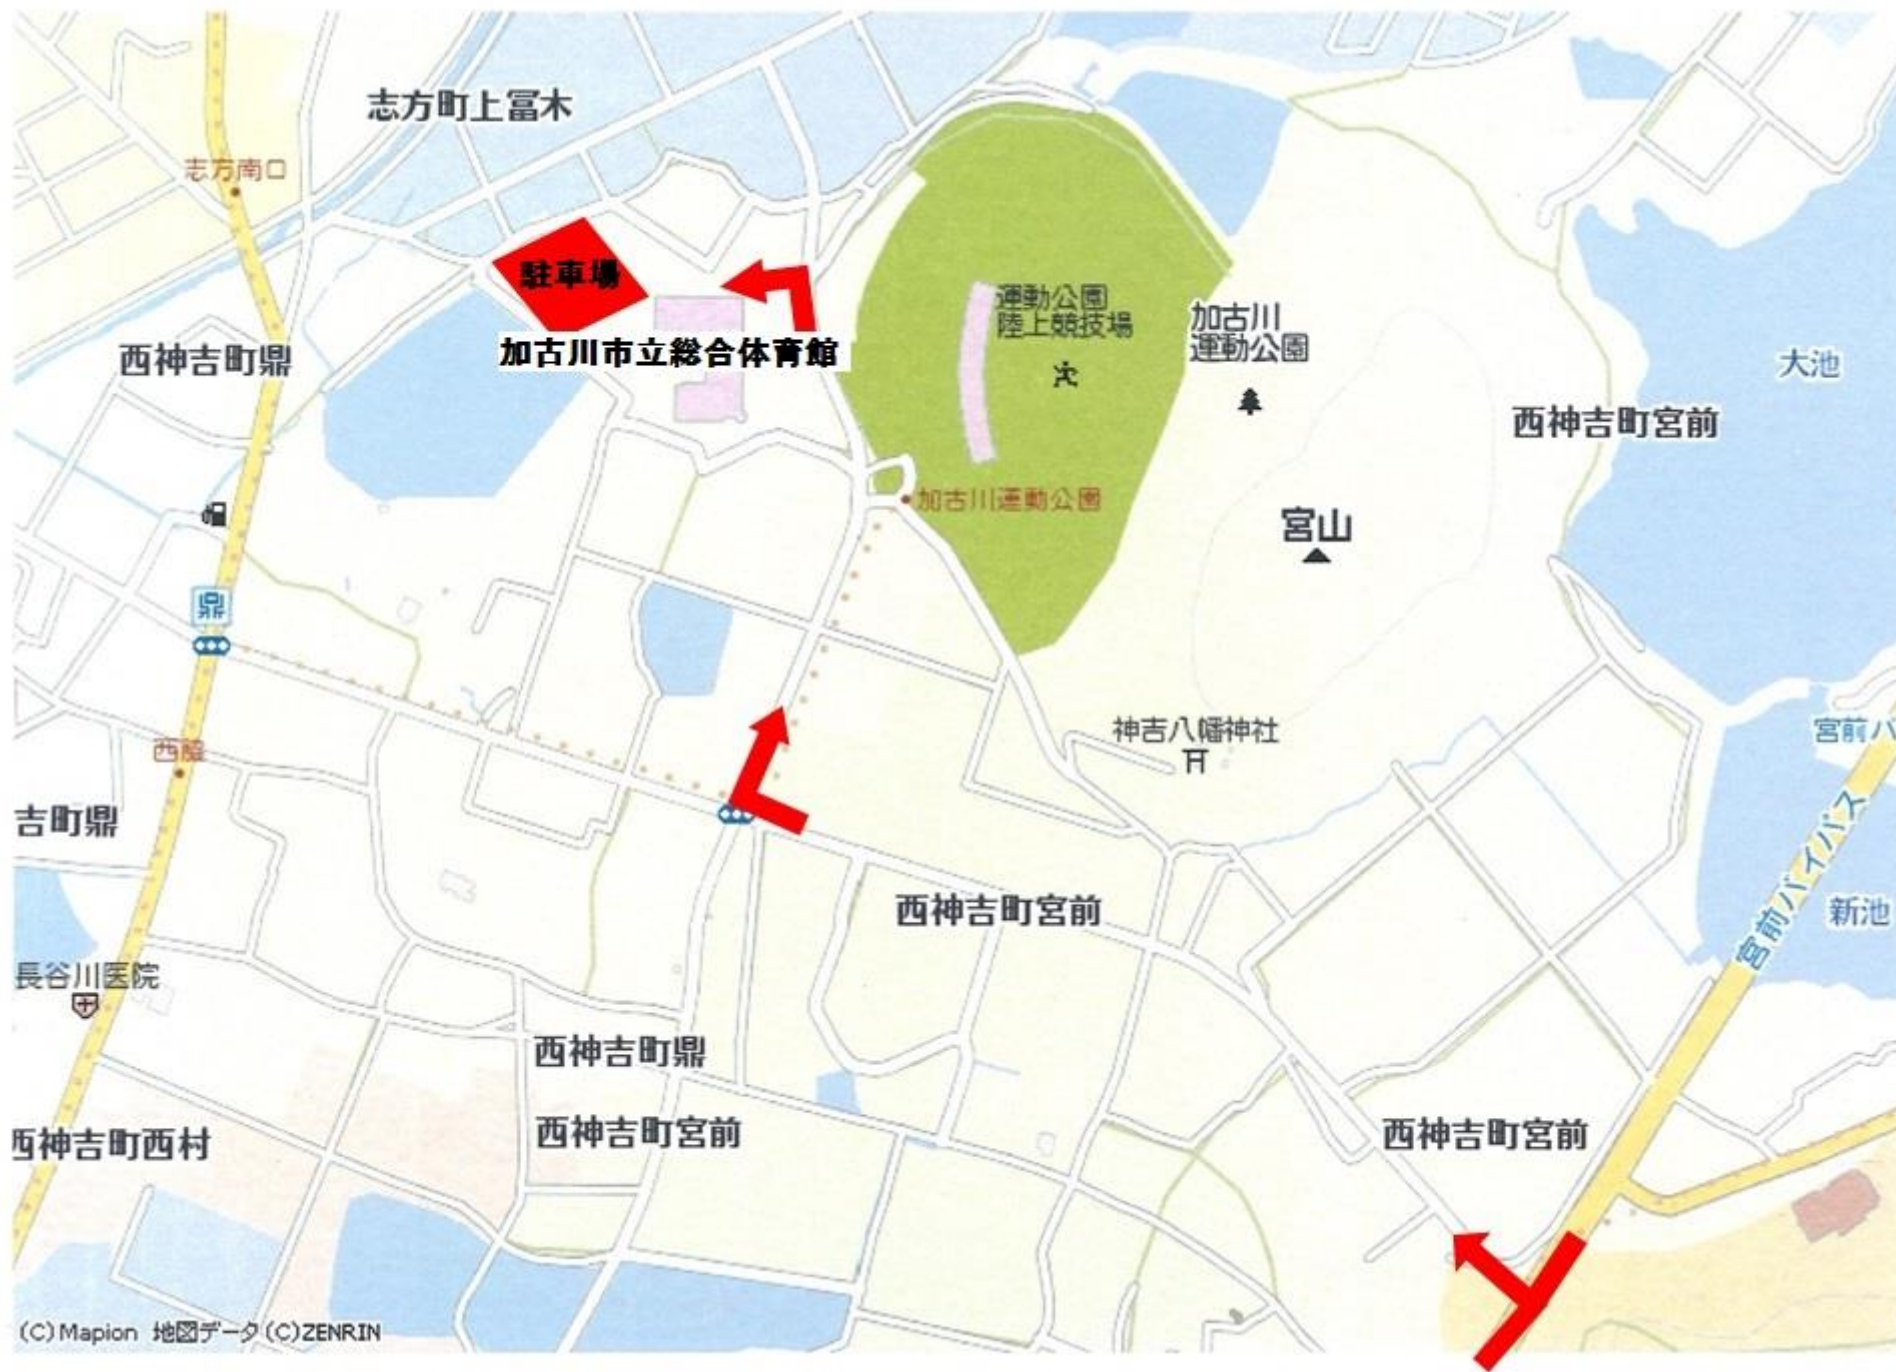 志方町上冨木
志方南口
駐車場
加古川市立総合体育館
運動公園
陸上競技場
加古川
運動公園
大池
西神吉町鼎
西神吉町宮前
加古川運動公園
宮山
鼎
神吉八幡神社
宮前バ
西脇
吉町鼎
宮前バイパス
西神吉町宮前
新池
長谷川医院
西神吉町鼎
西神吉町宮前
西神吉町宮前
西神吉町西村
(C)Mapion 地図データ(C)ZENRIN